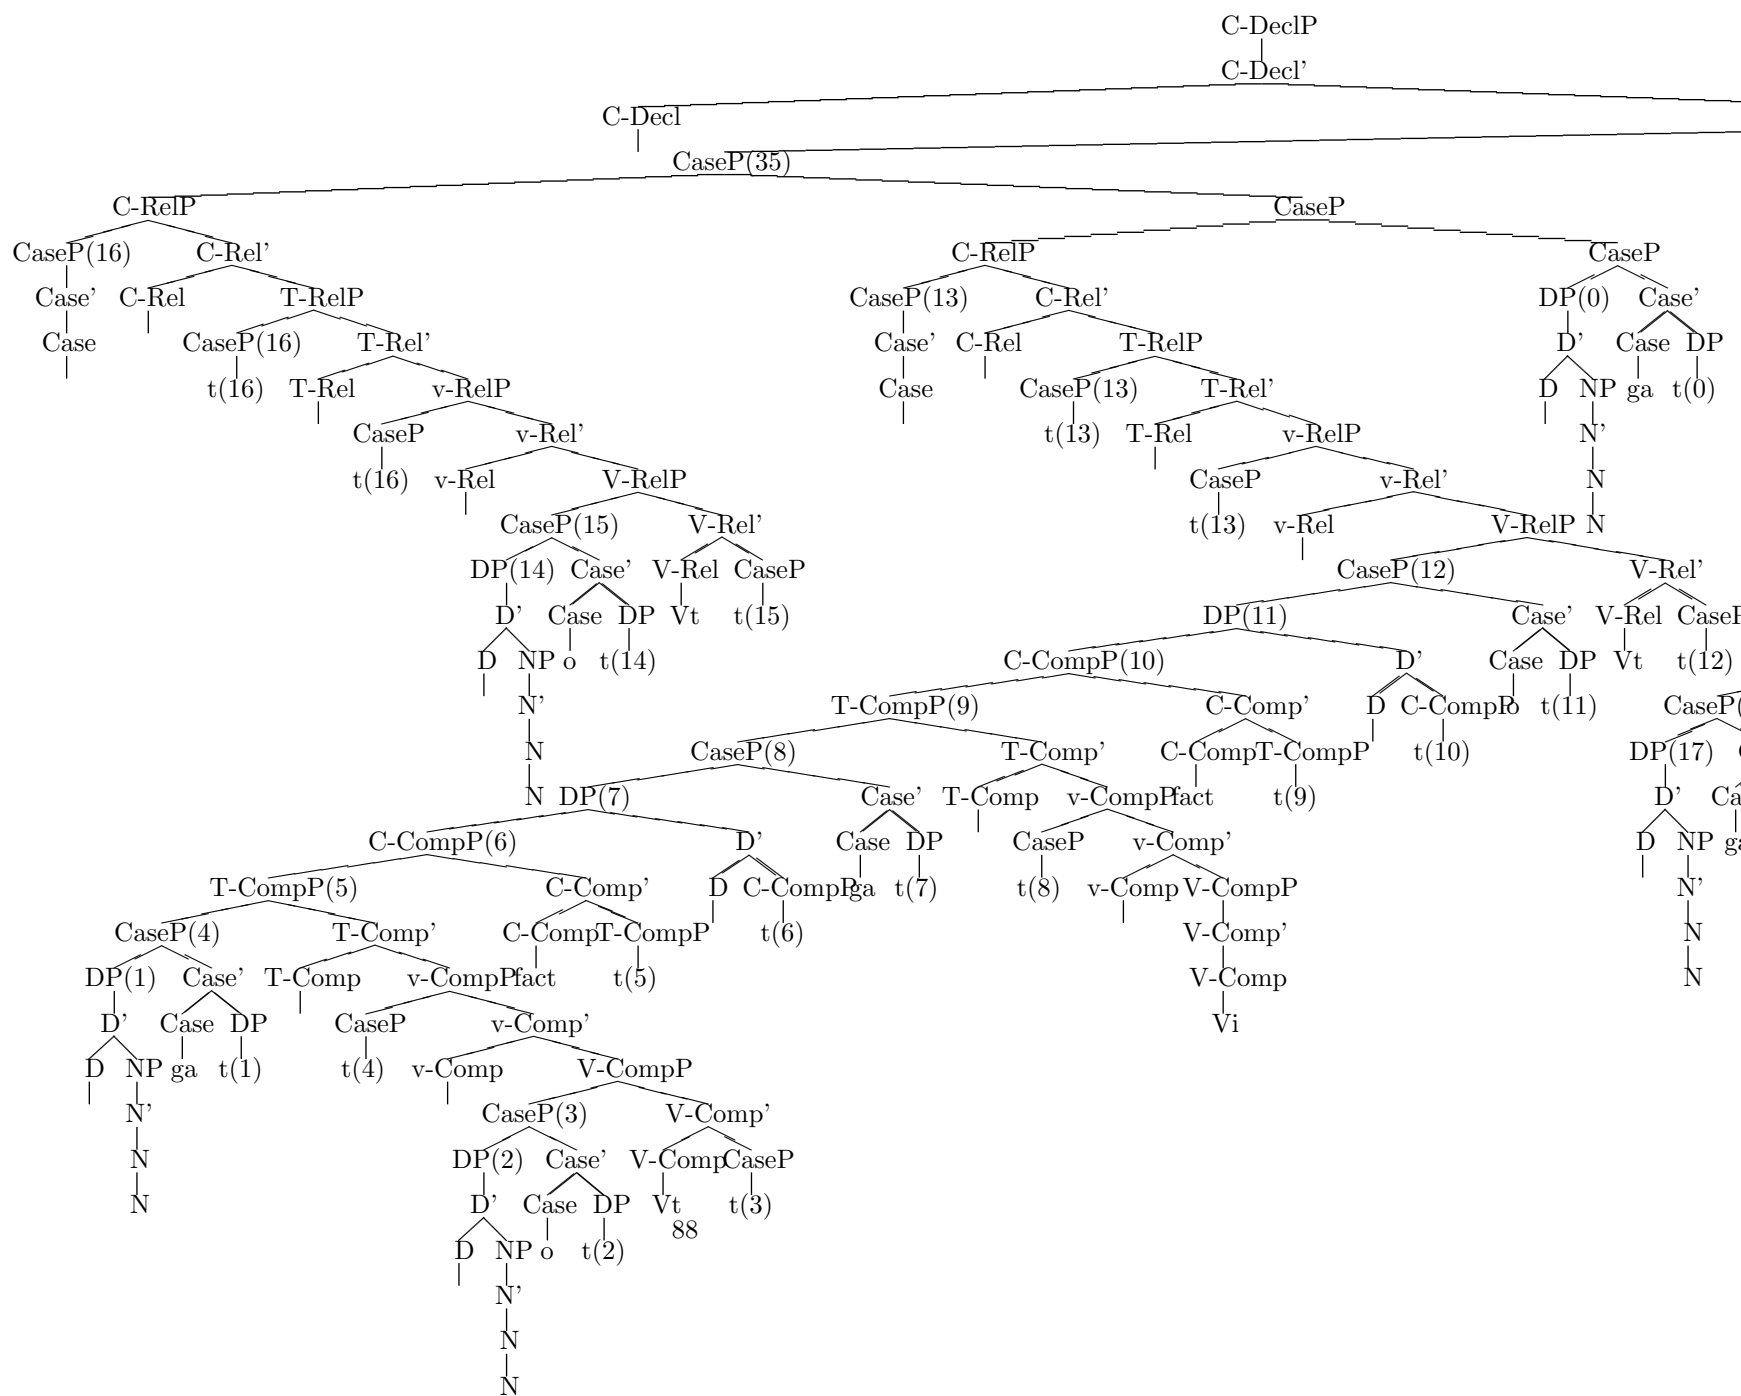 C-DeclP
C-Decl'
C-Decl
CaseP(35)
C-RelP CaseP
CaseP(16) C-Rel' C-RelP CaseP
Case' C-Rel T-RelP CaseP(13) C-Rel' DP(0) Case'
Case CaseP(16) T-Rel' Case' C-Rel T-RelP D' Case DP
t(16) T-Rel v-RelP Case CaseP(13) T-Rel' D NP ga t(0)
CaseP v-Rel' t(13) T-Rel v-RelP N'
t(16) v-Rel V-RelP CaseP v-Rel' N
CaseP(15) V-Rel' t(13) v-Rel V-RelP N
DP(14) Case' V-Rel CaseP CaseP(12) V-Rel'
D' Case DP Vt t(15) DP(11) Case' V-Rel CaseP
D NP o t(14) C-CompP(10) D' Case DP Vt t(12)
N' T-CompP(9) C-Comp' D C-CompP o t(11) CaseP(
N CaseP(8) T-Comp' C-Comp T-CompP t(10) DP(17)
N DP(7) Case' T-Comp v-CompP fact t(9) D' Ca
C-CompP(6) D' Case DP CaseP v-Comp' D NP ga
T-CompP(5) C-Comp' D C-CompP ga t(7) t(8) v-Comp V-CompP N'
CaseP(4) T-Comp' C-Comp T-CompP t(6) V-Comp' N
DP(1) Case' T-Comp v-CompP fact t(5) V-Comp N
D' Case DP CaseP v-Comp' Vi
D NP ga t(1) t(4) v-Comp V-CompP
N' CaseP(3) V-Comp'
N DP(2) Case' V-Comp CaseP
N D' Case DP Vt t(3)
88
D NP o t(2)
N'
N
N